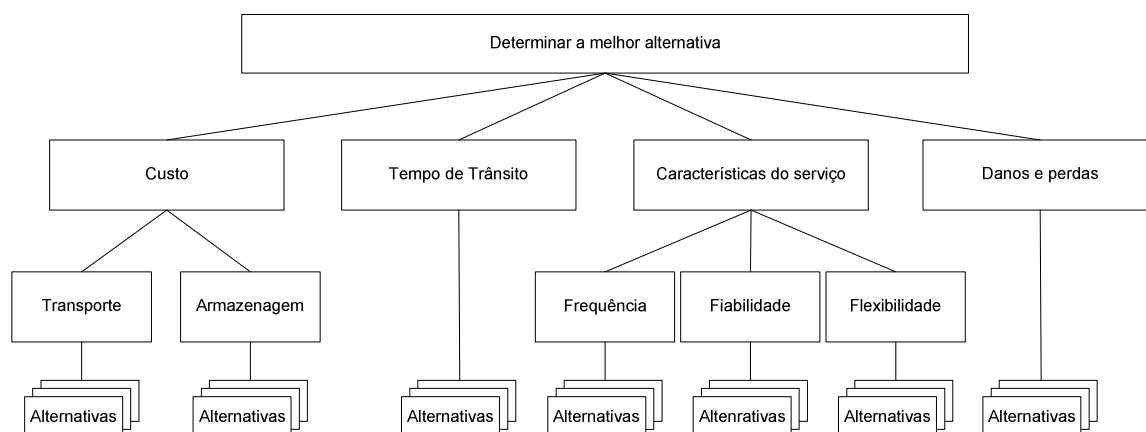 Determinar a melhor alternativa
Custo
Tempo de Trânsito
Características do serviço
Danos e perdas
Transporte
Armazenagem
Frequência
Fiabilidade
Flexibilidade
Alternativas
Alternativas
Alternativas
Alternativas
Altenrativas
Alternativas
Alternativas